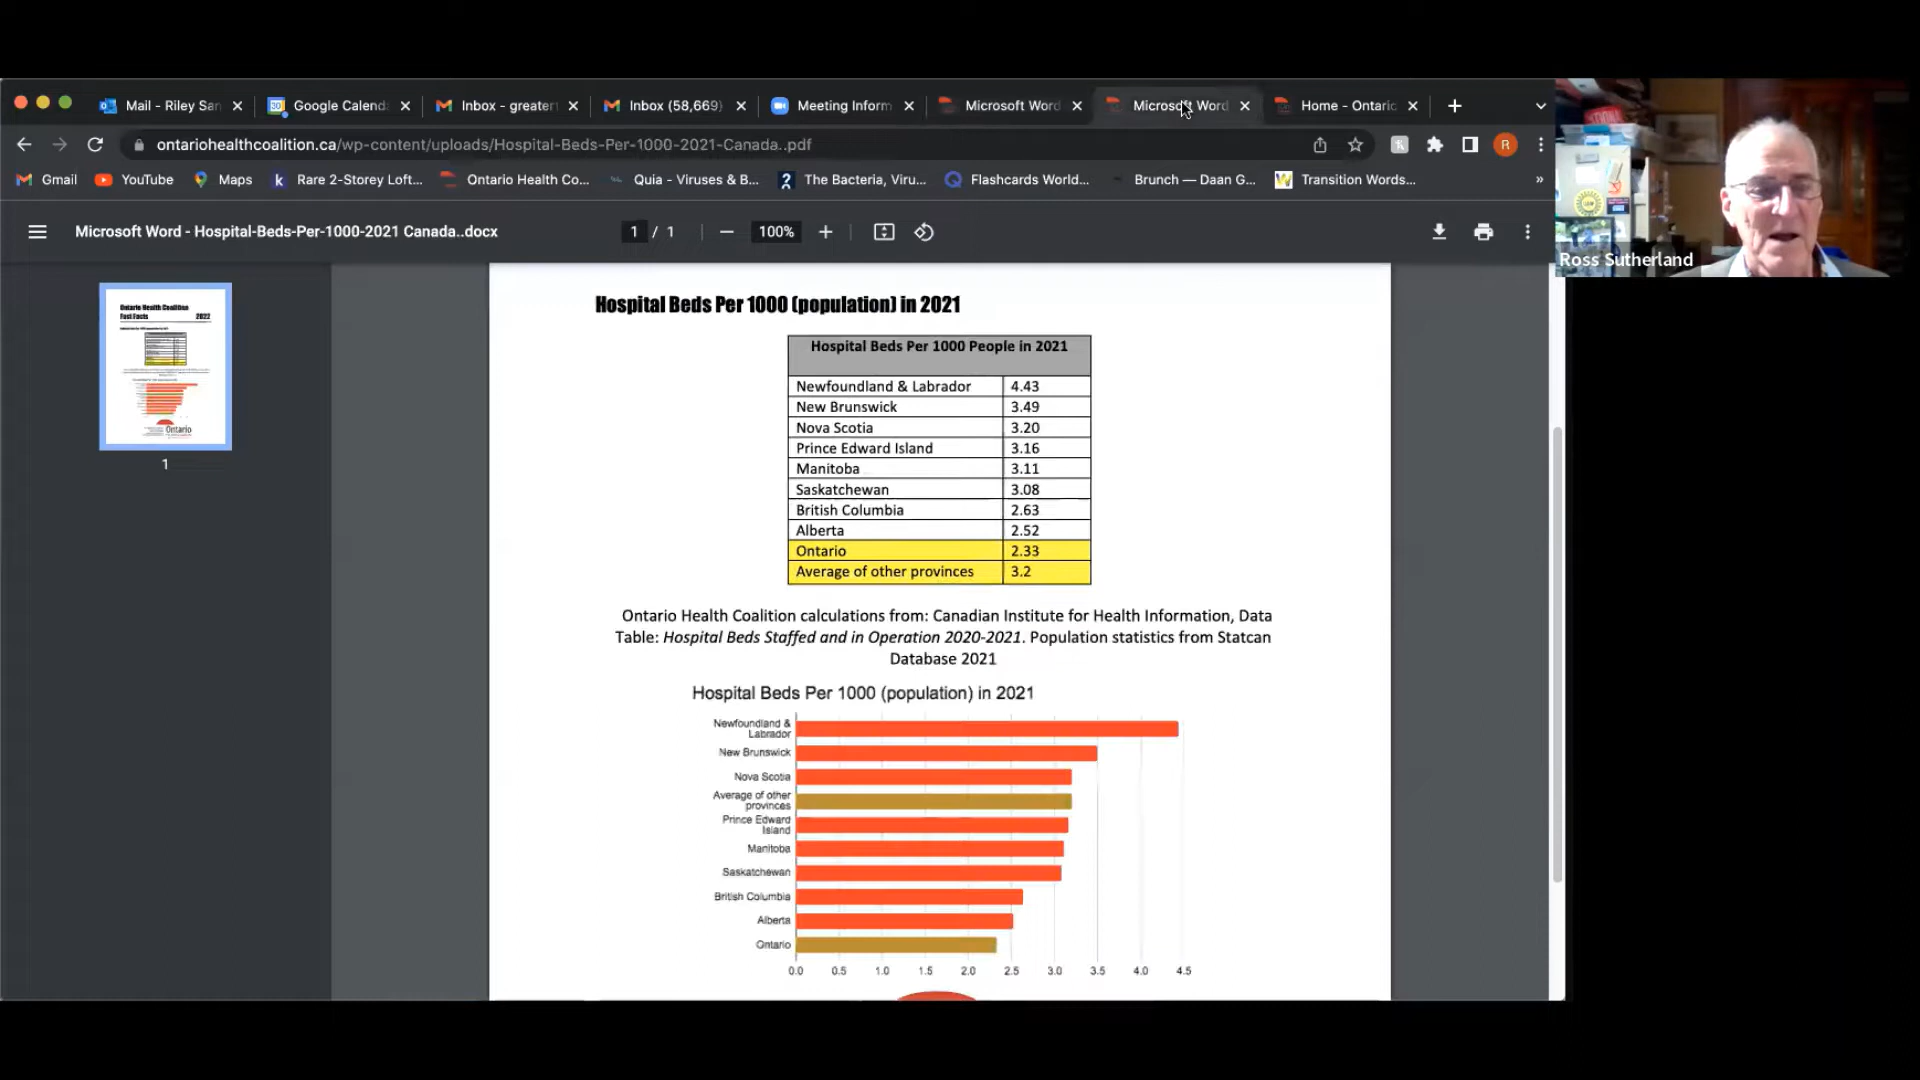 Mail - Riley San
Google Calend
Inbox - greater
Inbox (58,669)
Meeting Inform
Microsoft Word
Microsoft Word
Home - Ontario
ontariohealthcoalition.ca/wp-content/uploads/Hospital-Beds-Per-1000-2021-Canada..pdf
R
Gmail
YouTube
Maps
Rare 2-Storey Loft...
Ontario Health Co...
Quia - Viruses & B...
The Bacteria, Viru...
Flashcards World...
Brunch — Daan G...
Transition Words...
»
Microsoft Word - Hospital-Beds-Per-1000-2021 Canada..docx
1 / 1
100%
Ross Sutherland
Ontario Health Coalition
Fast Facts 2022
Ontario
1
Hospital Beds Per 1000 (population) in 2021
Hospital Beds Per 1000 People in 2021
Newfoundland & Labrador 4.43
New Brunswick 3.49
Nova Scotia 3.20
Prince Edward Island 3.16
Manitoba 3.11
Saskatchewan 3.08
British Columbia 2.63
Alberta 2.52
Ontario 2.33
Average of other provinces 3.2
Ontario Health Coalition calculations from: Canadian Institute for Health Information, Data
Table: Hospital Beds Staffed and in Operation 2020-2021. Population statistics from Statcan
Database 2021
Hospital Beds Per 1000 (population) in 2021
Newfoundland &
Labrador
New Brunswick
Nova Scotia
Average of other
provinces
Prince Edward
Island
Manitoba
Saskatchewan
British Columbia
Alberta
Ontario
0.0 0.5 1.0 1.5 2.0 2.5 3.0 3.5 4.0 4.5